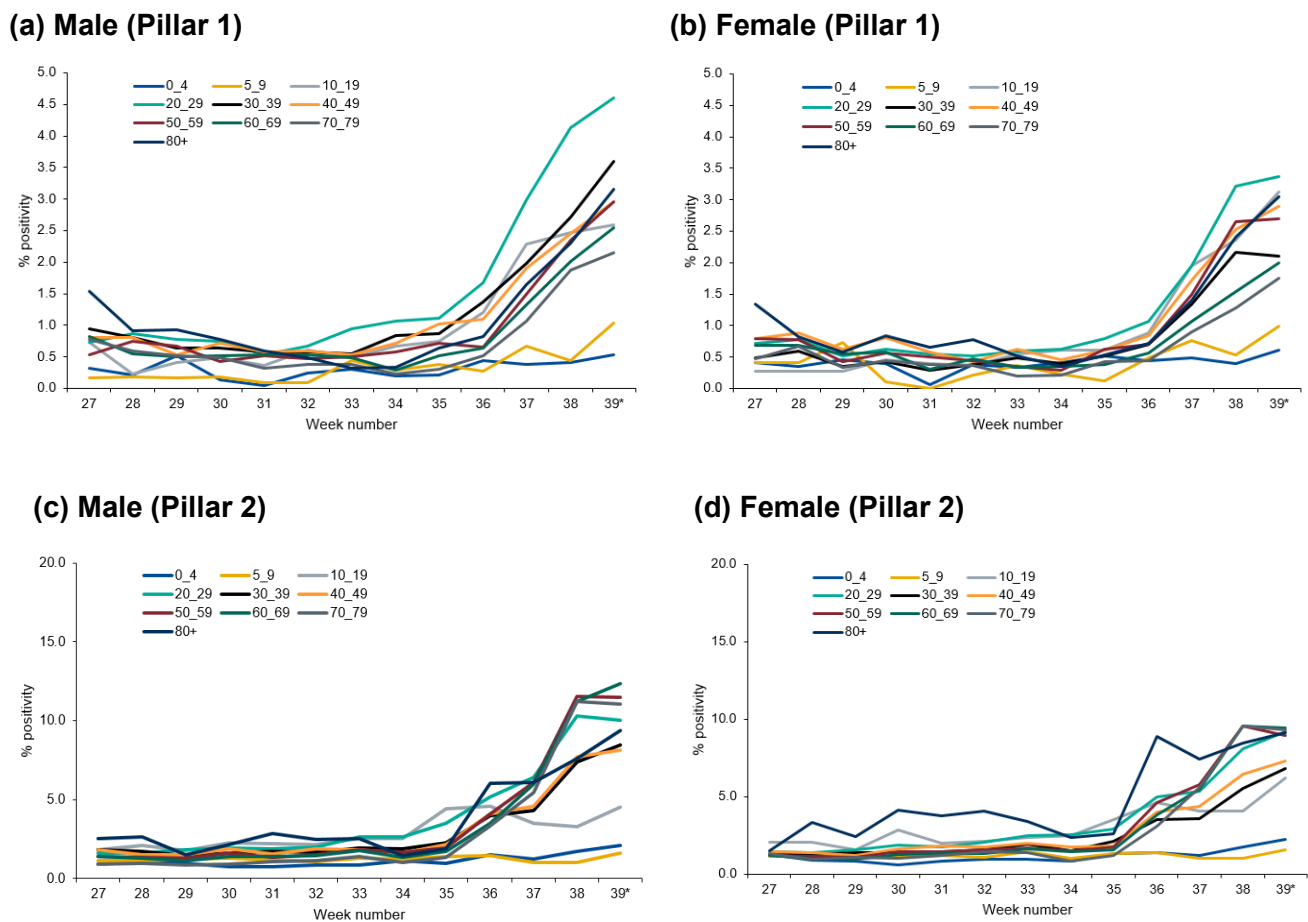 (a) Male (Pillar 1)
5.0
4.5
4.0
3.5
3.0
2.5
2.0
1.5
1.0
0.5
0.0
% positivity
0_4 5_9 10_19
20_29 30_39 40_49
50_59 60_69 70_79
80+
27 28 29 30 31 32 33 34 35 36 37 38 39*
Week number
(b) Female (Pillar 1)
5.0
4.5
4.0
3.5
3.0
2.5
2.0
1.5
1.0
0.5
0.0
% positivity
0_4 5_9 10_19
20_29 30_39 40_49
50_59 60_69 70_79
80+
27 28 29 30 31 32 33 34 35 36 37 38 39*
Week number
(c) Male (Pillar 2)
20.0
15.0
10.0
5.0
0.0
% positivity
0_4 5_9 10_19
20_29 30_39 40_49
50_59 60_69 70_79
80+
27 28 29 30 31 32 33 34 35 36 37 38 39*
Week number
(d) Female (Pillar 2)
20.0
15.0
10.0
5.0
0.0
% positivity
0_4 5_9 10_19
20_29 30_39 40_49
50_59 60_69 70_79
80+
27 28 29 30 31 32 33 34 35 36 37 38 39*
Week number